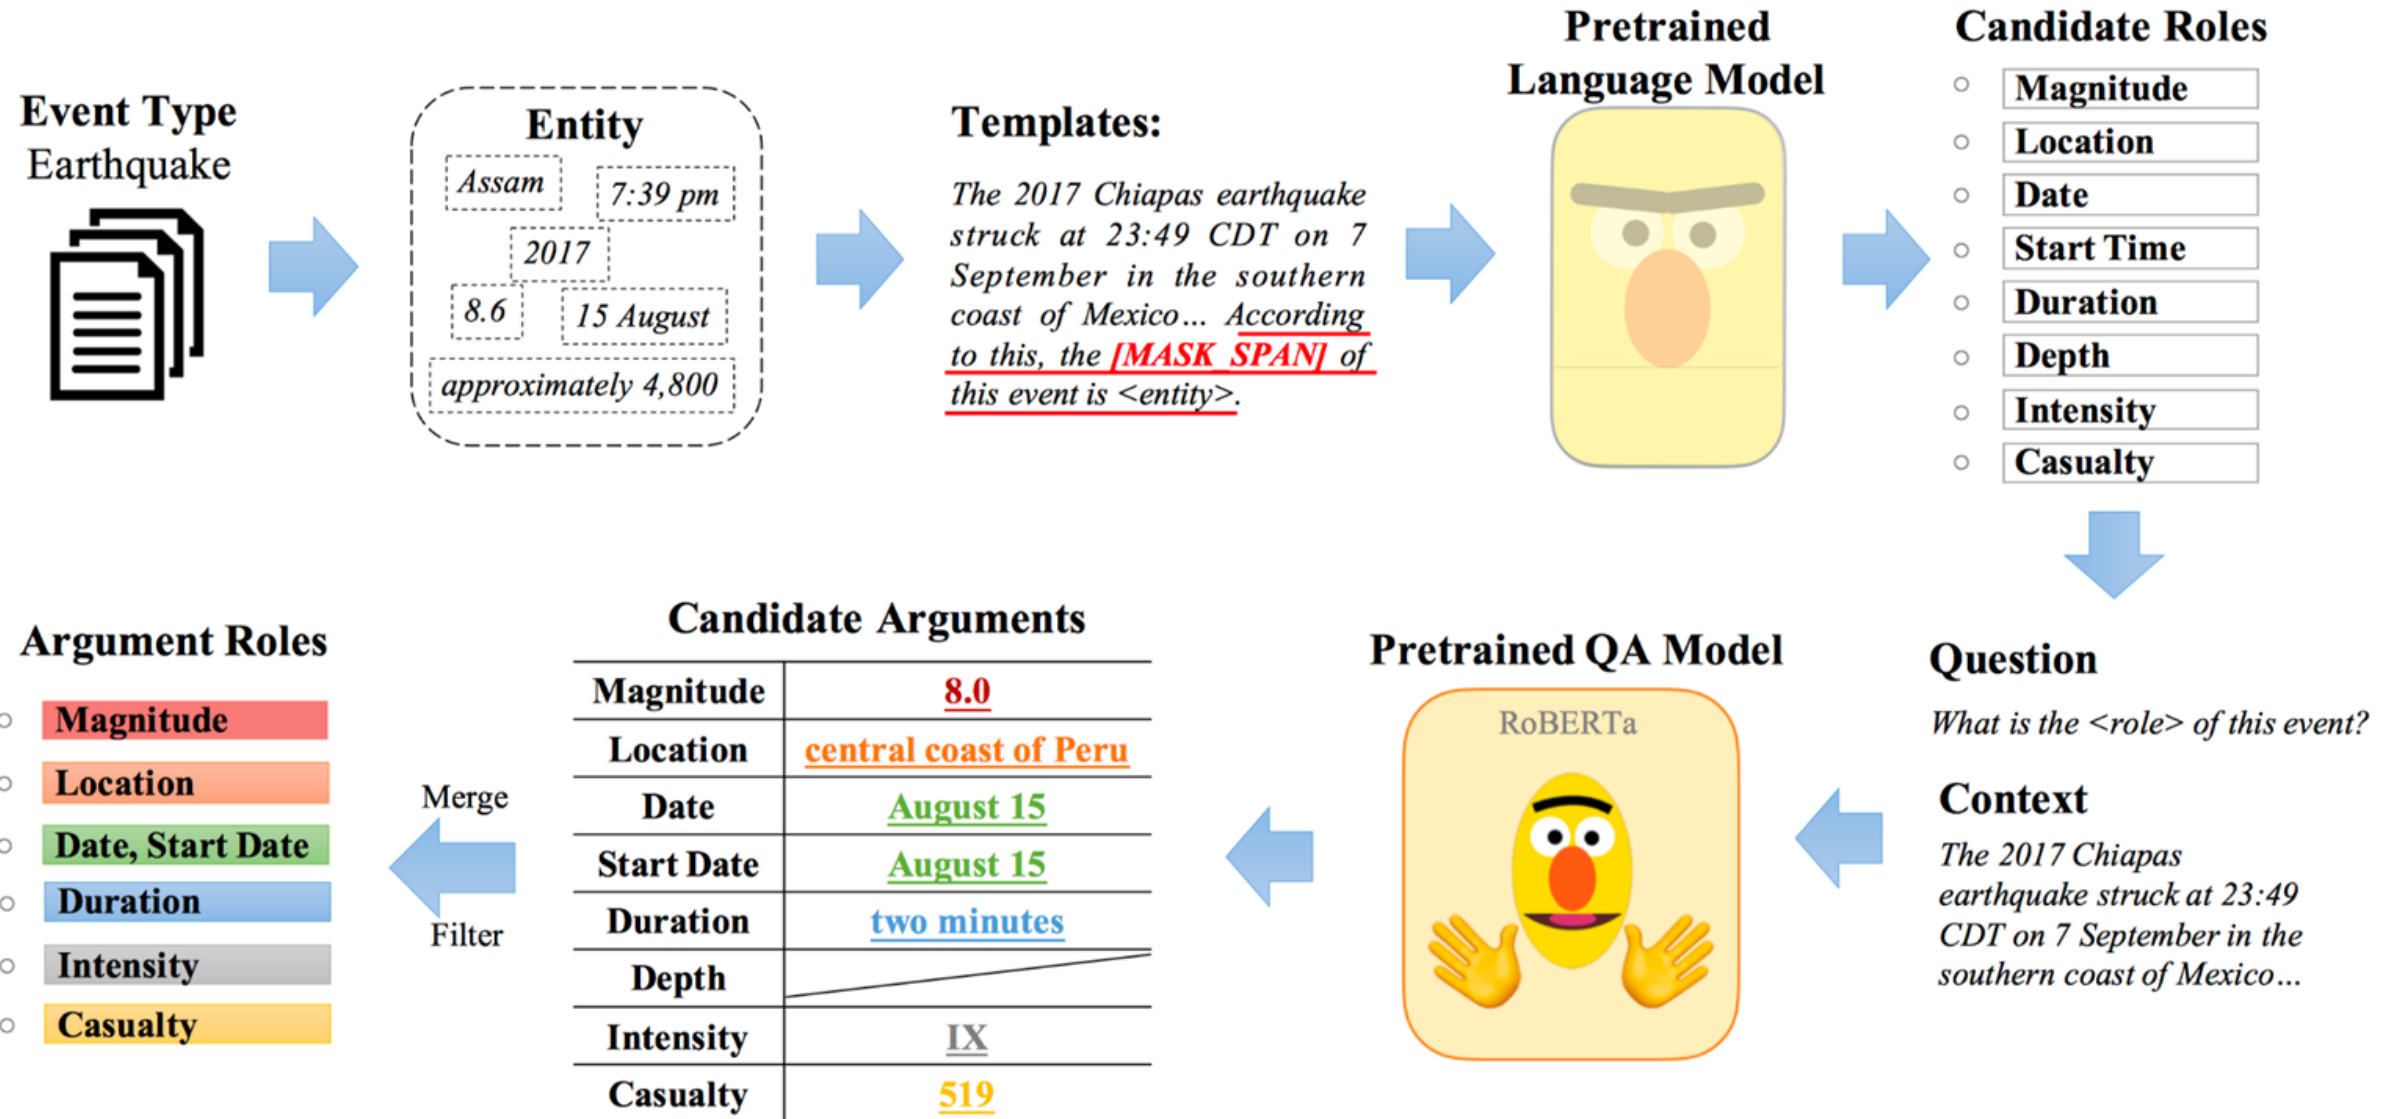 Event Type
Earthquake
Entity
Assam
7:39 pm
2017
8.6
15 August
approximately 4,800
Templates:
The 2017 Chiapas earthquake
struck at 23:49 CDT on 7
September in the southern
coast of Mexico... According
to this, the [MASK_SPAN] of
this event is <entity>.
Pretrained
Language Model
Candidate Roles
Magnitude
Location
Date
Start Time
Duration
Depth
Intensity
Casualty
Question
What is the <role> of this event?
Context
The 2017 Chiapas
earthquake struck at 23:49
CDT on 7 September in the
southern coast of Mexico...
Pretrained QA Model
RoBERTa
Candidate Arguments
Magnitude 8.0
Location central coast of Peru
Date August 15
Start Date August 15
Duration two minutes
Depth
Intensity IX
Casualty 519
Merge
Filter
Argument Roles
Magnitude
Location
Date, Start Date
Duration
Intensity
Casualty